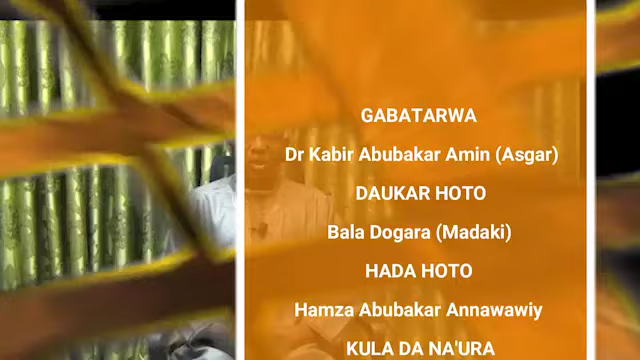 GABATARWA
Dr Kabir Abubakar Amin (Asgar)
DAUKAR HOTO
Bala Dogara (Madaki)
HADA HOTO
Hamza Abubakar Annawawiy
KULA DA NA'URA